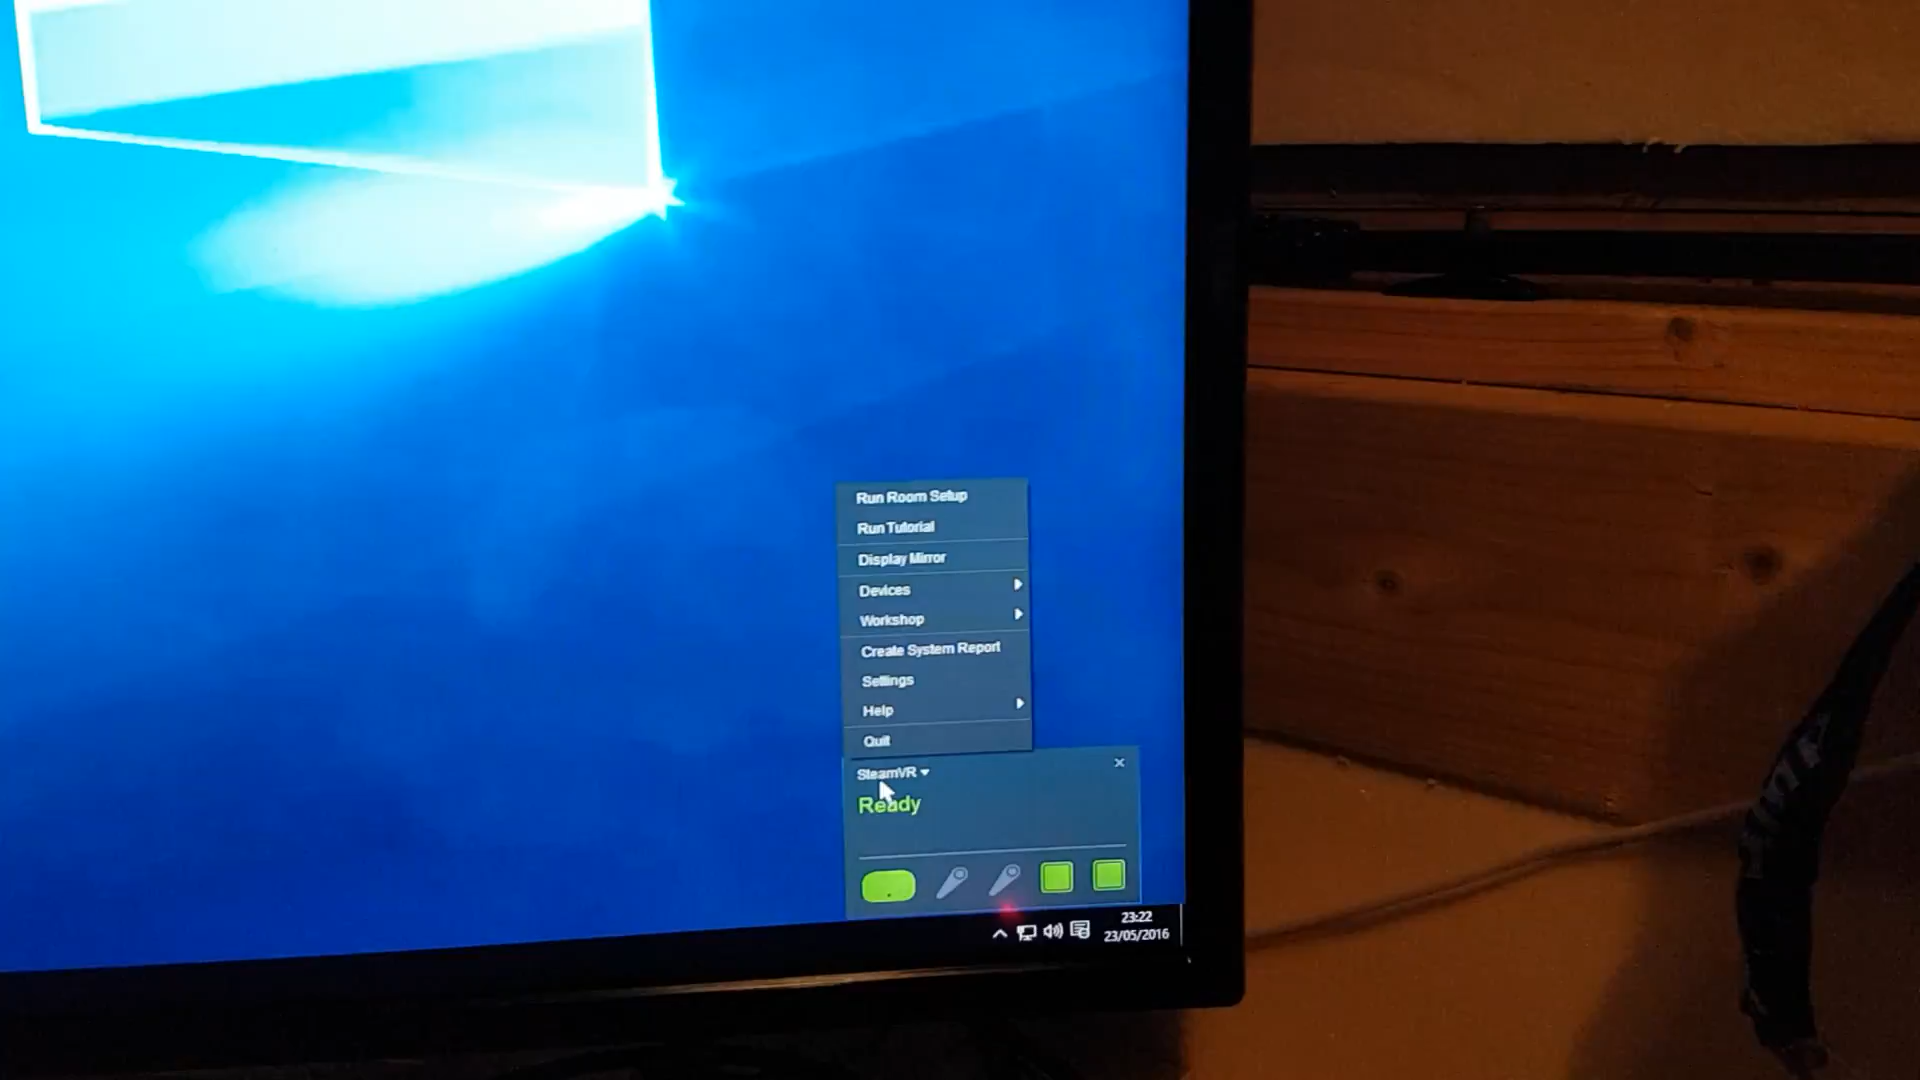 Run Room Setup
Run Tutorial
Display Mirror
Devices
Workshop
Create System Report
Settings
Help
Quit
SteamVR
Ready
23:22
23/05/2016